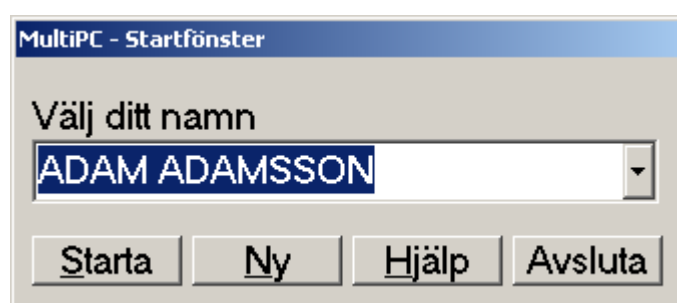 MultiPC - Startfönster
Välj ditt namn
ADAM ADAMSSON
Starta Ny Hjälp Avsluta